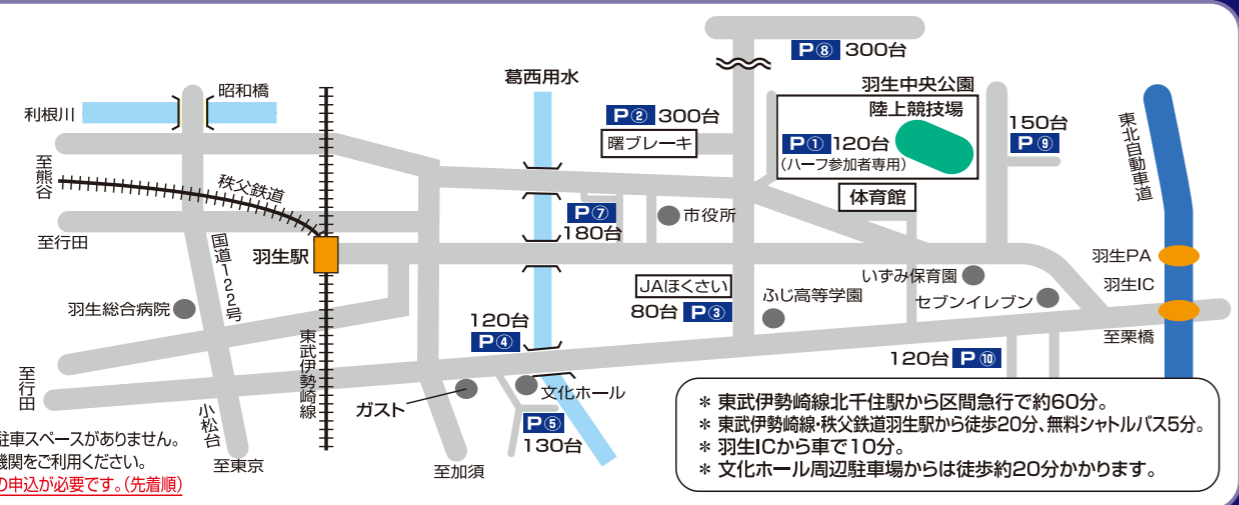 P⑧ 300台
昭和橋
葛西用水
羽生中央公園
利根川
陸上競技場
P② 300台
150台
P⑨
曙ブレーキ
P① 120台
(ハーフ参加者専用)
東北自動車道
至熊谷
秩父鉄道
体育館
P⑦
180台
市役所
至行田
国道122号
羽生駅
羽生PA
いずみ保育園
羽生IC
JAほくさい
ふじ高等学園
セブンイレブン
羽生総合病院
80台 P③
120台
P④
至栗橋
東武伊勢崎線
120台 P⑩
至行田
文化ホール
ガスト
小松台
P⑤
130台
至東京
至加須
駐車スペースがありません。
機関をご利用ください。
の申込が必要です。(先着順)
* 東武伊勢崎線北千住駅から区間急行で約60分。
* 東武伊勢崎線・秩父鉄道羽生駅から徒歩20分、無料シャトルバス5分。
* 羽生ICから車で10分。
* 文化ホール周辺駐車場からは徒歩約20分かかります。